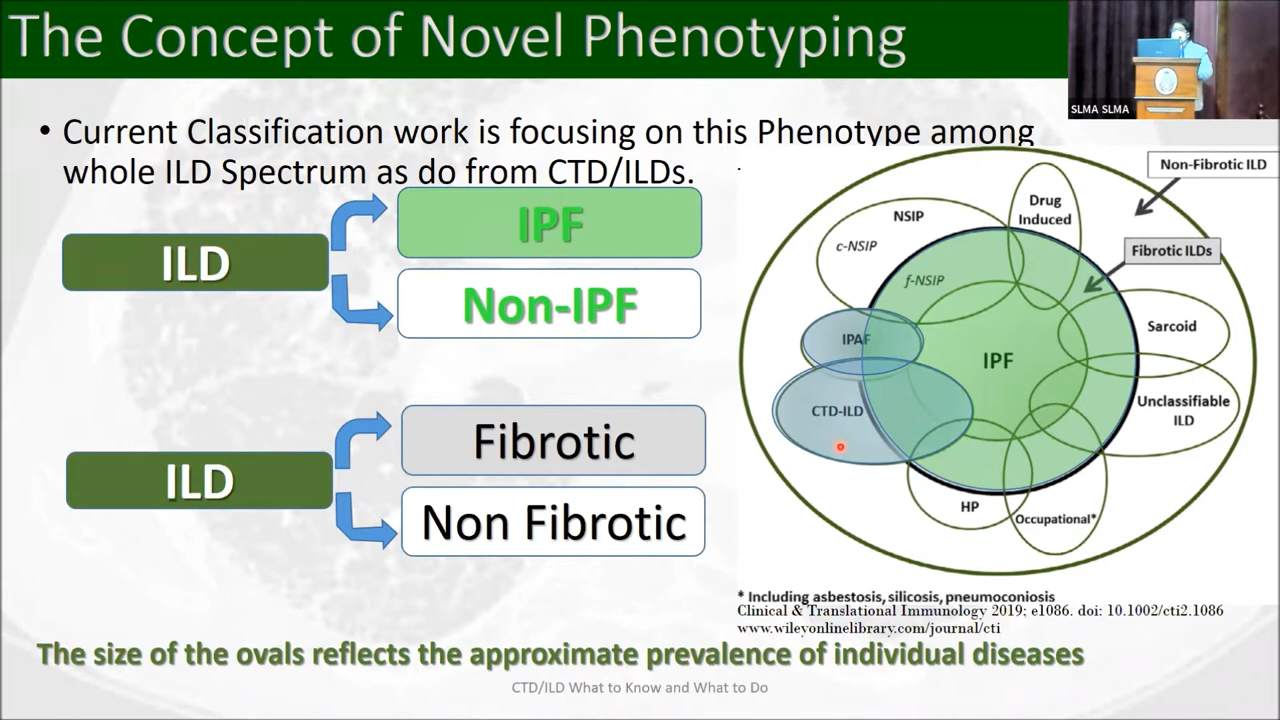 The Concept of Novel Phenotyping
SLMA SLMA
• Current Classification work is focusing on this Phenotype among
whole ILD Spectrum as do from CTD/ILDs.
ILD
IPF
Non-IPF
ILD
Fibrotic
Non Fibrotic
Non-Fibrotic ILD
Fibrotic ILDs
Drug
Induced
NSIP
c-NSIP
f-NSIP
IPAF
IPF
Sarcoid
CTD-ILD
Unclassifiable
ILD
HP
Occupational*
* Including asbestosis, silicosis, pneumoconiosis
Clinical & Translational Immunology 2019; e1086. doi: 10.1002/cti2.1086
www.wileyonlinelibrary.com/journal/cti
The size of the ovals reflects the approximate prevalence of individual diseases
CTD/ILD What to Know and What to Do